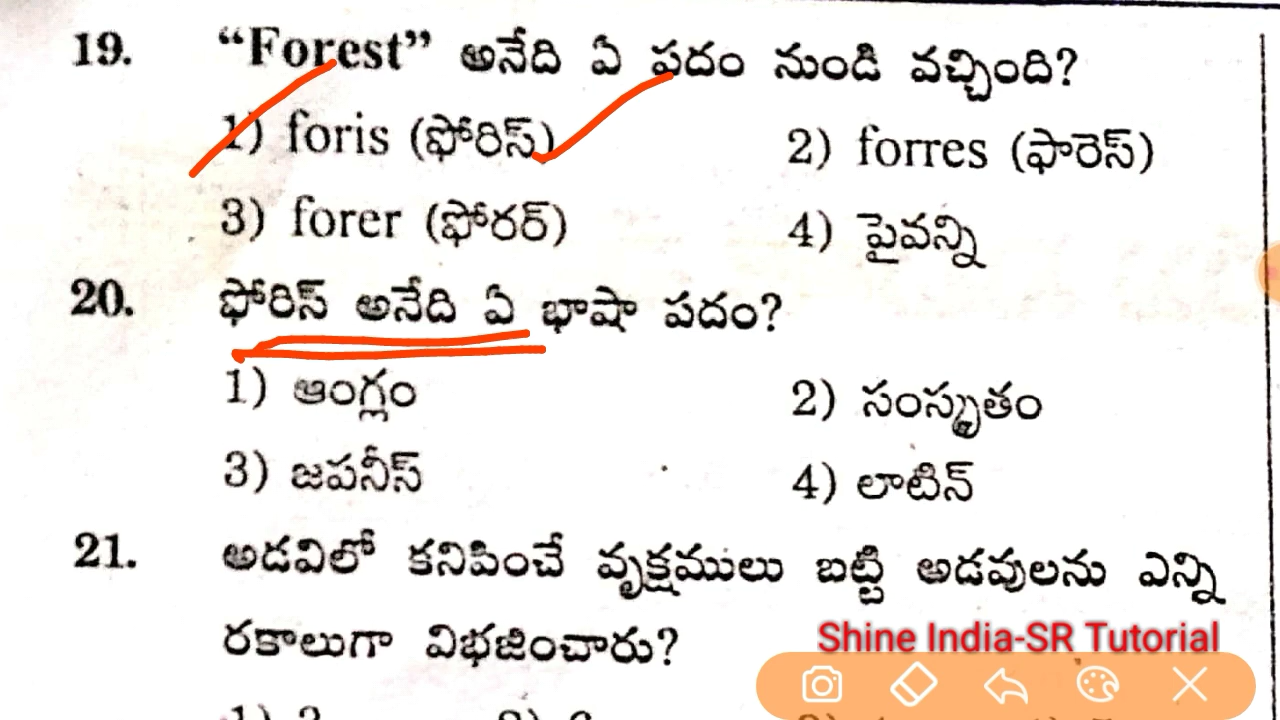 19. “Forest” అనేది ఏ పదం నుండి వచ్చింది?
1) foris (ఫోరిస్) 2) forres (ఫారెస్)
3) forer (ఫోరర్) 4) పైవన్ని
20. ఫోరిస్ అనేది ఏ భాషా పదం?
1) ఆంగ్లం 2) సంస్కృతం
3) జపనీస్ 4) లాటిన్
21. అడవిలో కనిపించే వృక్షములు బట్టి అడవులను ఎన్ని
రకాలుగా విభజించారు?
Shine India-SR Tutorial